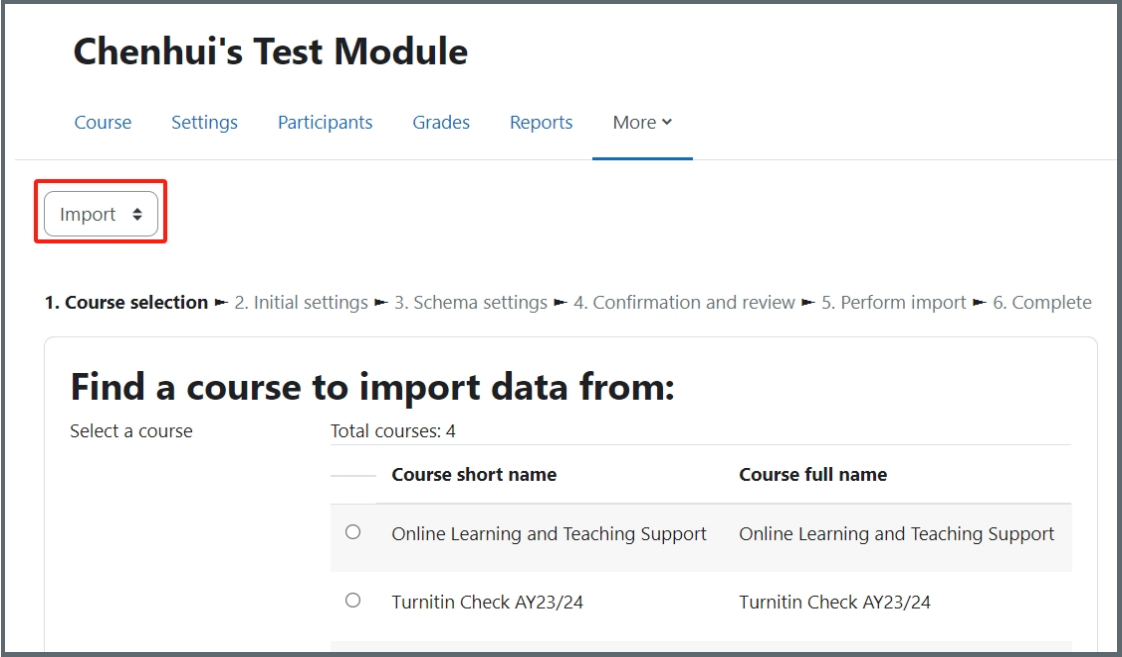 Chenhui's Test Module
Course Settings Participants Grades Reports More
Import
1. Course selection ► 2. Initial settings ► 3. Schema settings ► 4. Confirmation and review ► 5. Perform import ► 6. Complete
Find a course to import data from:
Select a course Total courses: 4
Course short name Course full name
Online Learning and Teaching Support Online Learning and Teaching Support
Turnitin Check AY23/24 Turnitin Check AY23/24